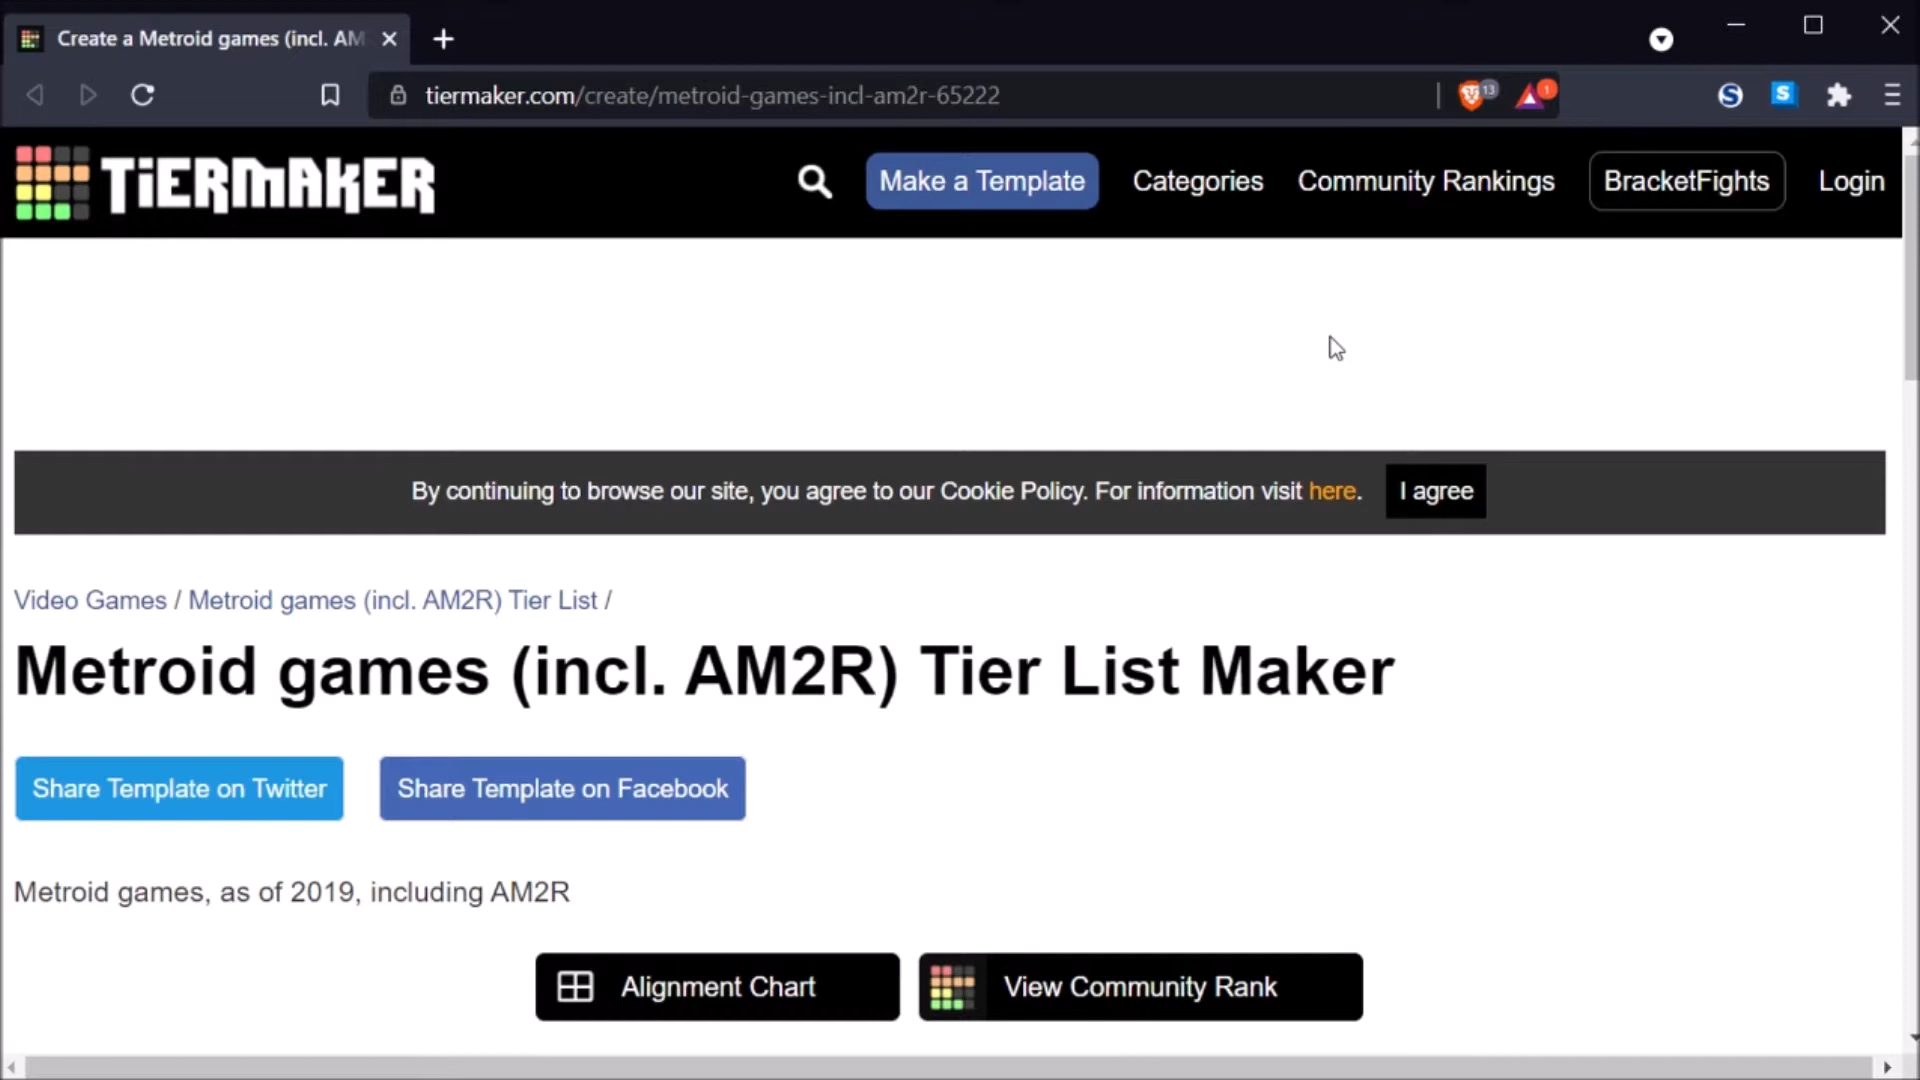 Create a Metroid games (incl. AM
tiermaker.com/create/metroid-games-incl-am2r-65222
13
1
S
S
TiERMAKER
Make a Template
Categories
Community Rankings
BracketFights
Login
By continuing to browse our site, you agree to our Cookie Policy. For information visit here.
I agree
Video Games / Metroid games (incl. AM2R) Tier List /
Metroid games (incl. AM2R) Tier List Maker
Share Template on Twitter
Share Template on Facebook
Metroid games, as of 2019, including AM2R
Alignment Chart
View Community Rank